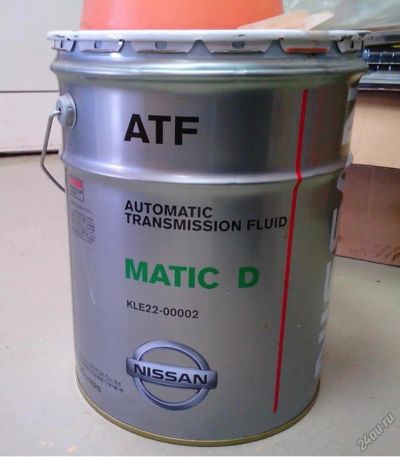 ATF
AUTOMATIC
TRANSMISSION FLUID
MATIC D
KLE22-00002
NISSAN
24au.ru